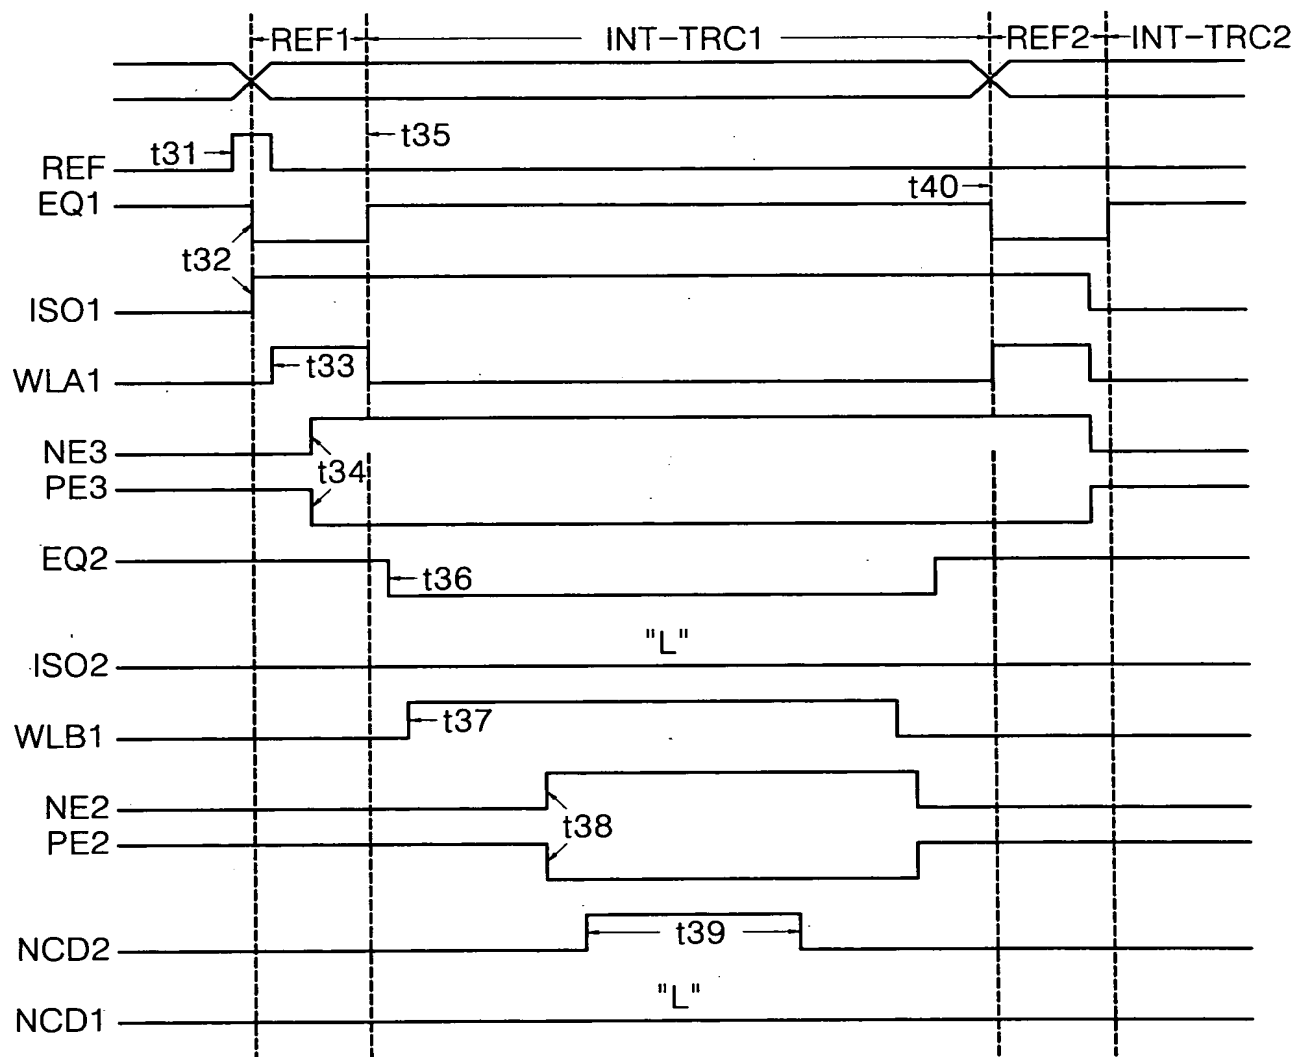 REF1 INT-TRC1 REF2 INT-TRC2
t35
t31
REF
t40
EQ1
t32
ISO1
t33
WLA1
NE3
t34
PE3
EQ2
t36
"L"
ISO2
t37
WLB1
NE2
t38
PE2
t39
NCD2
"L"
NCD1